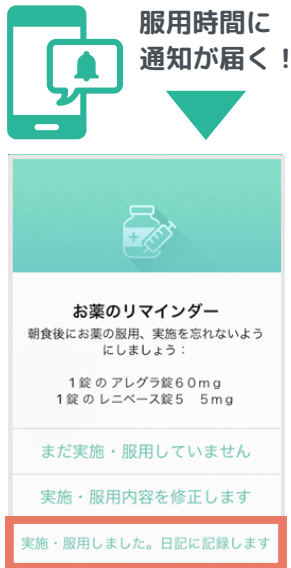 服用時間に
通知が届く！
お薬のリマインダー
朝食後にお薬の服用、実施を忘れないよう
にしましょう：
1錠 の アレグラ錠６０ｍｇ
1錠 の レニベース錠５　５ｍｇ
まだ実施・服用していません
実施・服用内容を修正します
実施・服用しました。日記に記録します